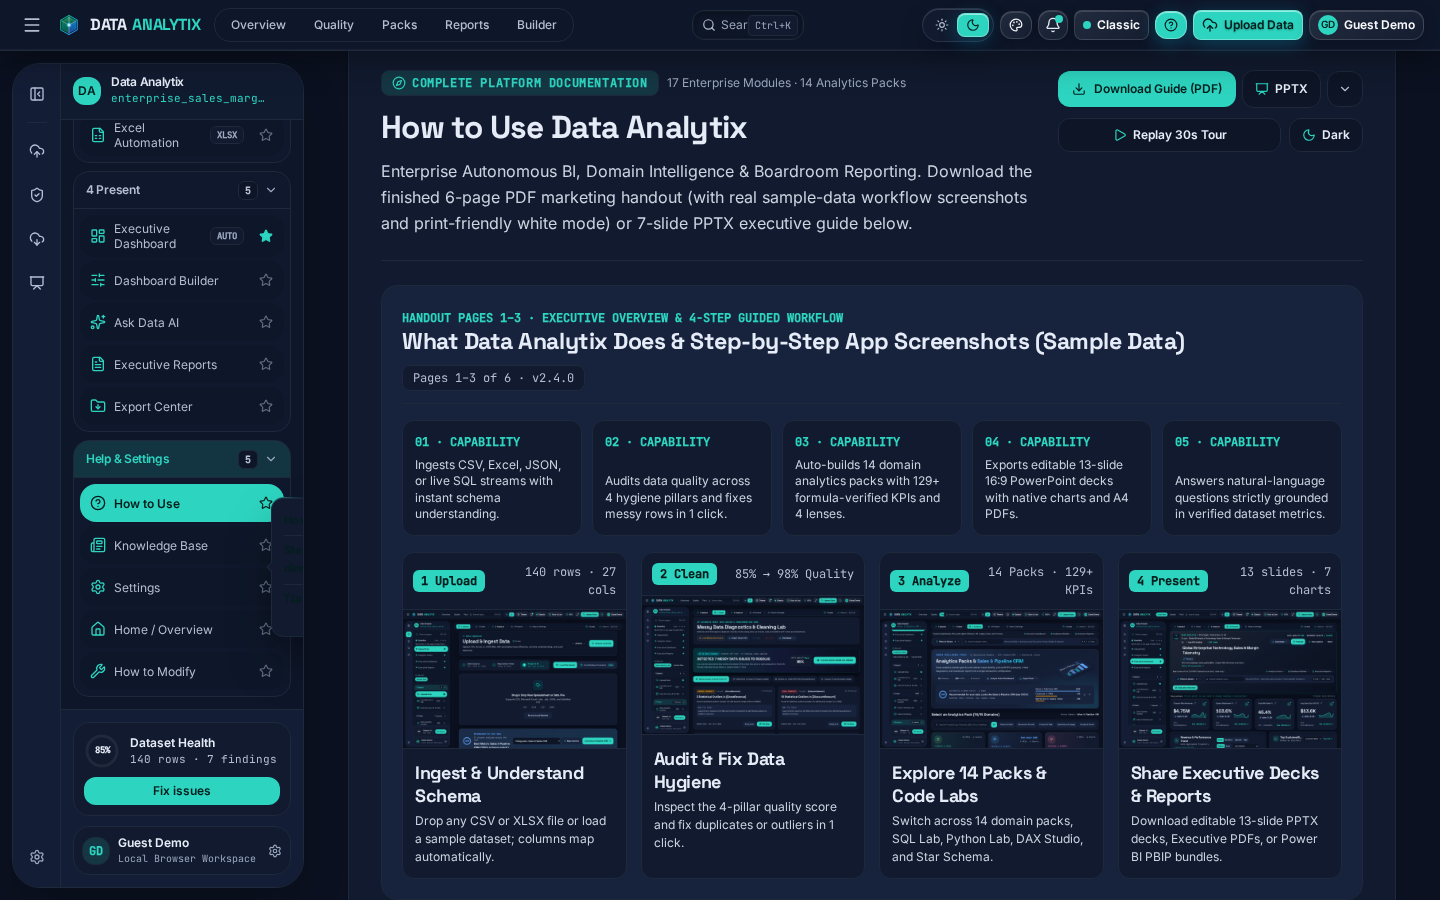 DATA ANALYTIX
Overview
Quality
Packs
Reports
Builder
Sear
Ctrl+K
Classic
Upload Data
GD
Guest Demo
DA
Data Analytix
enterprise_sales_marg…
Excel
Automation
XLSX
4 Present
5
Executive
Dashboard
AUTO
Dashboard Builder
Ask Data AI
Executive Reports
Export Center
Help & Settings
5
How to Use
Knowledge Base
Settings
Home / Overview
How to Modify
85%
Dataset Health
140 rows · 7 findings
Fix issues
GD
Guest Demo
Local Browser Workspace
COMPLETE PLATFORM DOCUMENTATION
17 Enterprise Modules · 14 Analytics Packs
How to Use Data Analytix
Enterprise Autonomous BI, Domain Intelligence & Boardroom Reporting. Download the
finished 6-page PDF marketing handout (with real sample-data workflow screenshots
and print-friendly white mode) or 7-slide PPTX executive guide below.
Download Guide (PDF)
PPTX
Replay 30s Tour
Dark
HANDOUT PAGES 1–3 · EXECUTIVE OVERVIEW & 4-STEP GUIDED WORKFLOW
What Data Analytix Does & Step-by-Step App Screenshots (Sample Data)
Pages 1–3 of 6 · v2.4.0
01 · CAPABILITY
Ingests CSV, Excel, JSON,
or live SQL streams with
instant schema
understanding.
02 · CAPABILITY
Audits data quality across
4 hygiene pillars and fixes
messy rows in 1 click.
03 · CAPABILITY
Auto-builds 14 domain
analytics packs with 129+
formula-verified KPIs and
4 lenses.
04 · CAPABILITY
Exports editable 13-slide
16:9 PowerPoint decks
with native charts and A4
PDFs.
05 · CAPABILITY
Answers natural-language
questions strictly grounded
in verified dataset metrics.
1 Upload
140 rows · 27
cols
Upload & Ingest Data
Ingest & Understand
Schema
Drop any CSV or XLSX file or load
a sample dataset; columns map
automatically.
2 Clean
85% → 98% Quality
Messy Data Diagnostics & Cleaning Lab
Audit & Fix Data
Hygiene
Inspect the 4-pillar quality score
and fix duplicates or outliers in 1
click.
3 Analyze
14 Packs · 129+
KPIs
Analytics Packs & Sales & Pipeline CRM
Explore 14 Packs &
Code Labs
Switch across 14 domain packs,
SQL Lab, Python Lab, DAX Studio,
and Star Schema.
4 Present
13 slides · 7
charts
Share Executive Decks
& Reports
Download editable 13-slide PPTX
decks, Executive PDFs, or Power
BI PBIP bundles.